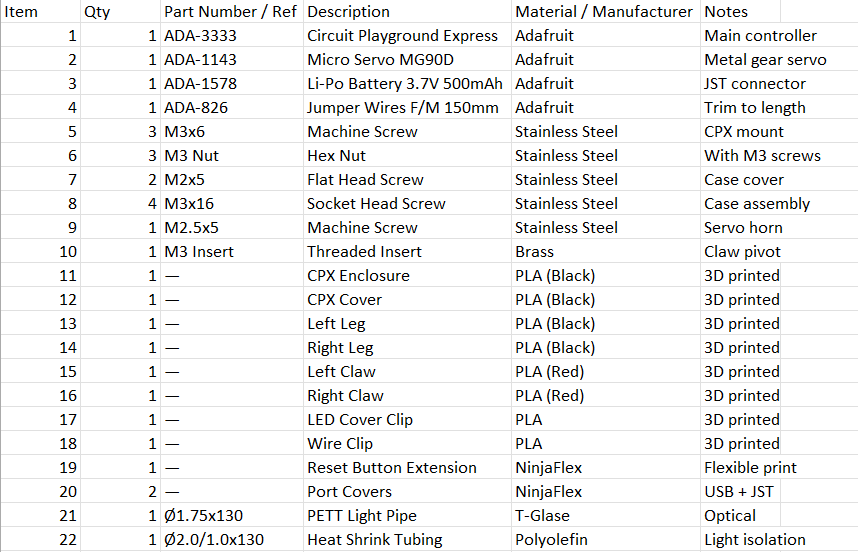 Item Qty Part Number / Ref Description Material / Manufacturer Notes
1 1 ADA-3333 Circuit Playground Express Adafruit Main controller
2 1 ADA-1143 Micro Servo MG90D Adafruit Metal gear servo
3 1 ADA-1578 Li-Po Battery 3.7V 500mAh Adafruit JST connector
4 1 ADA-826 Jumper Wires F/M 150mm Adafruit Trim to length
5 3 M3x6 Machine Screw Stainless Steel CPX mount
6 3 M3 Nut Hex Nut Stainless Steel With M3 screws
7 2 M2x5 Flat Head Screw Stainless Steel Case cover
8 4 M3x16 Socket Head Screw Stainless Steel Case assembly
9 1 M2.5x5 Machine Screw Stainless Steel Servo horn
10 1 M3 Insert Threaded Insert Brass Claw pivot
11 1 — CPX Enclosure PLA (Black) 3D printed
12 1 — CPX Cover PLA (Black) 3D printed
13 1 — Left Leg PLA (Black) 3D printed
14 1 — Right Leg PLA (Black) 3D printed
15 1 — Left Claw PLA (Red) 3D printed
16 1 — Right Claw PLA (Red) 3D printed
17 1 — LED Cover Clip PLA 3D printed
18 1 — Wire Clip PLA 3D printed
19 1 — Reset Button Extension NinjaFlex Flexible print
20 2 — Port Covers NinjaFlex USB + JST
21 1 Ø1.75x130 PETT Light Pipe T-Glase Optical
22 1 Ø2.0/1.0x130 Heat Shrink Tubing Polyolefin Light isolation